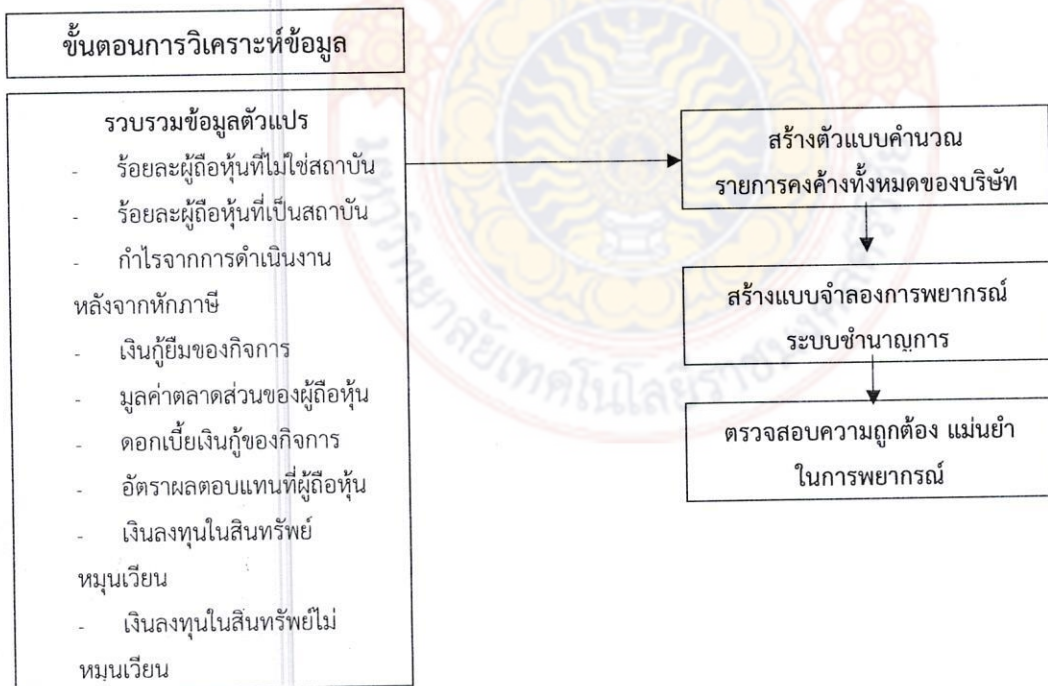 ขั้นตอนการวิเคราะห์ข้อมูล
รวบรวมข้อมูลตัวแปร
- ร้อยละผู้ถือหุ้นที่ไม่ใช่สถาบัน
- ร้อยละผู้ถือหุ้นที่เป็นสถาบัน
- กำไรจากการดำเนินงาน
หลังจากหักภาษี
- เงินกู้ยืมของกิจการ
- มูลค่าตลาดส่วนของผู้ถือหุ้น
- ดอกเบี้ยเงินกู้ของกิจการ
- อัตราผลตอบแทนที่ผู้ถือหุ้น
- เงินลงทุนในสินทรัพย์
หมุนเวียน
- เงินลงทุนในสินทรัพย์ไม่
หมุนเวียน
สร้างตัวแบบคำนวณ
รายการคงค้างทั้งหมดของบริษัท
สร้างแบบจำลองการพยากรณ์
ระบบชำนาญการ
ตรวจสอบความถูกต้อง แม่นยำ
ในการพยากรณ์